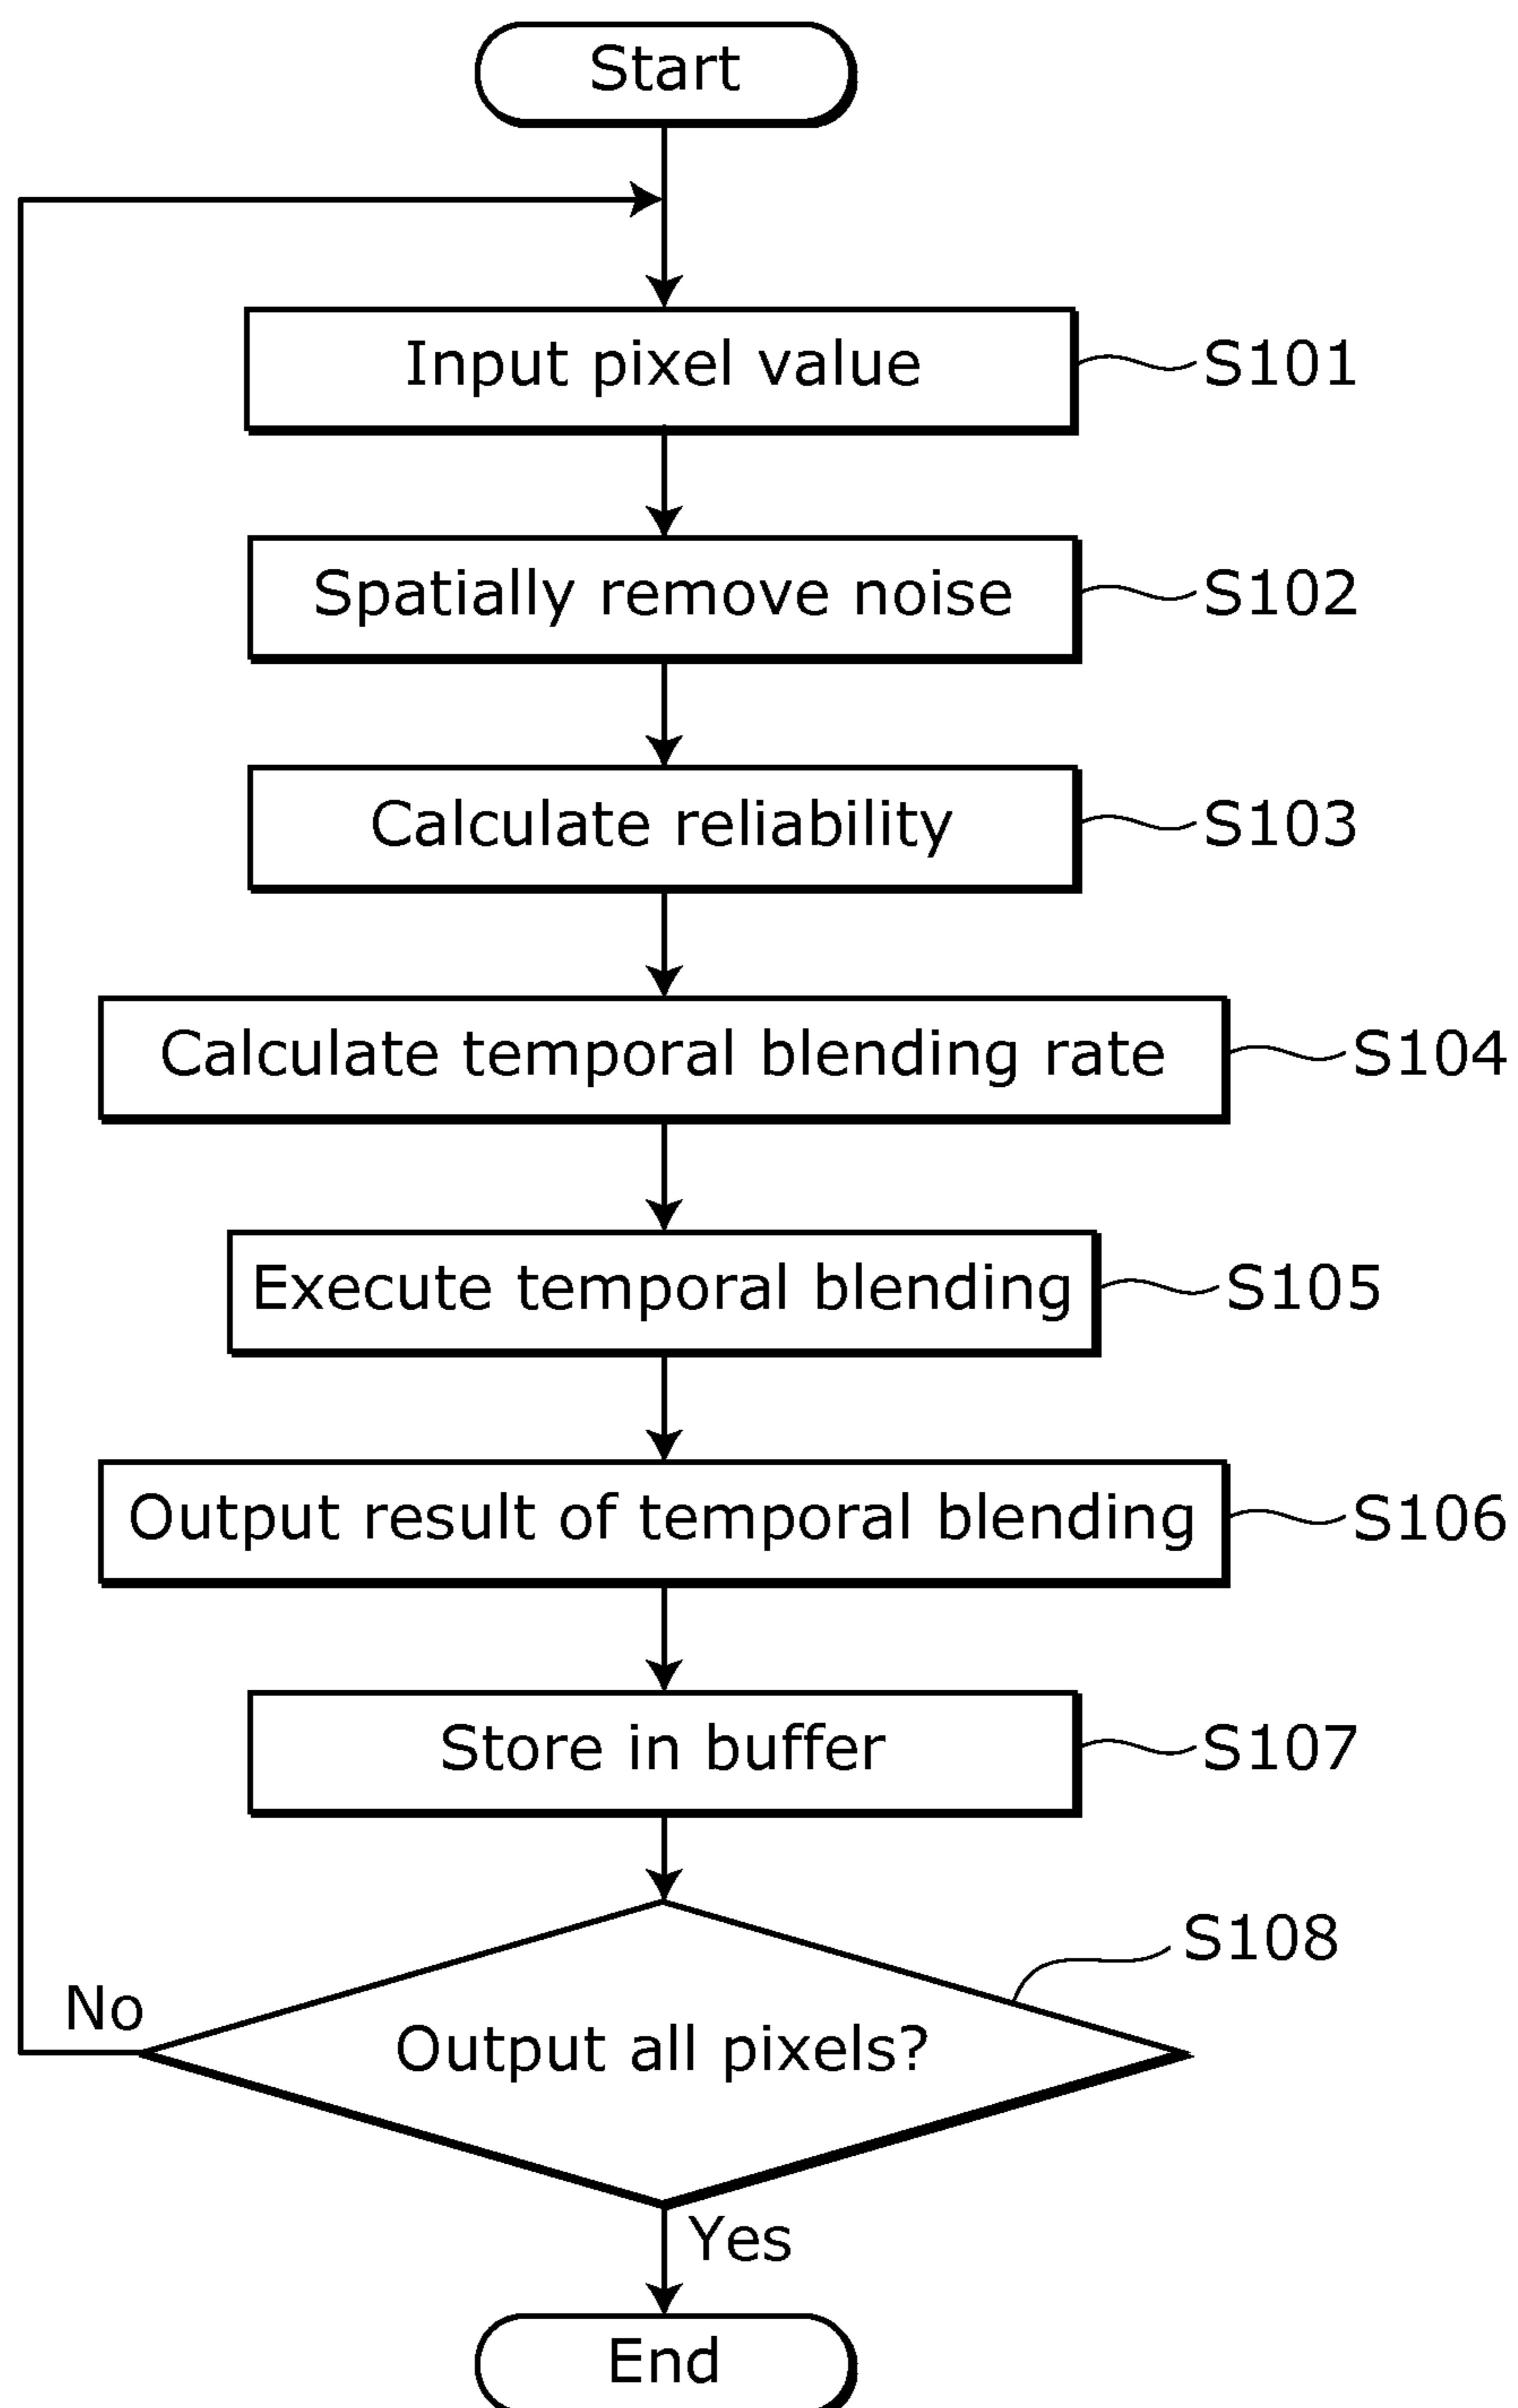 Start
Input pixel value
S101
Spatially remove noise
S102
Calculate reliability
S103
Calculate temporal blending rate
S104
Execute temporal blending
S105
Output result of temporal blending
S106
Store in buffer
S107
S108
No
Output all pixels?
Yes
End